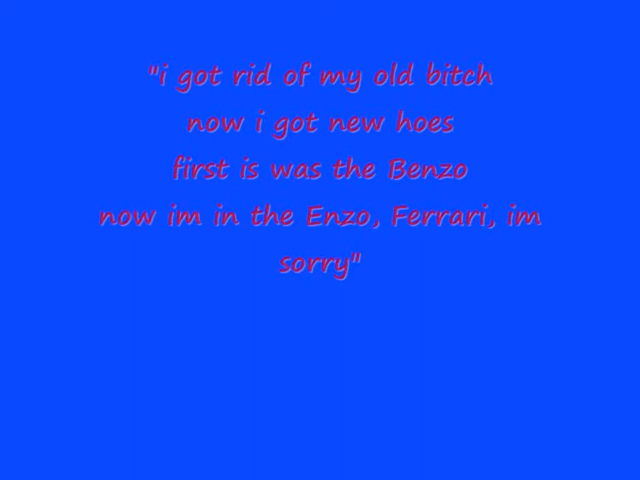 "i got rid of my old bitch
now i got new hoes
first is was the Benzo
now im in the Enzo, Ferrari, im
sorry"